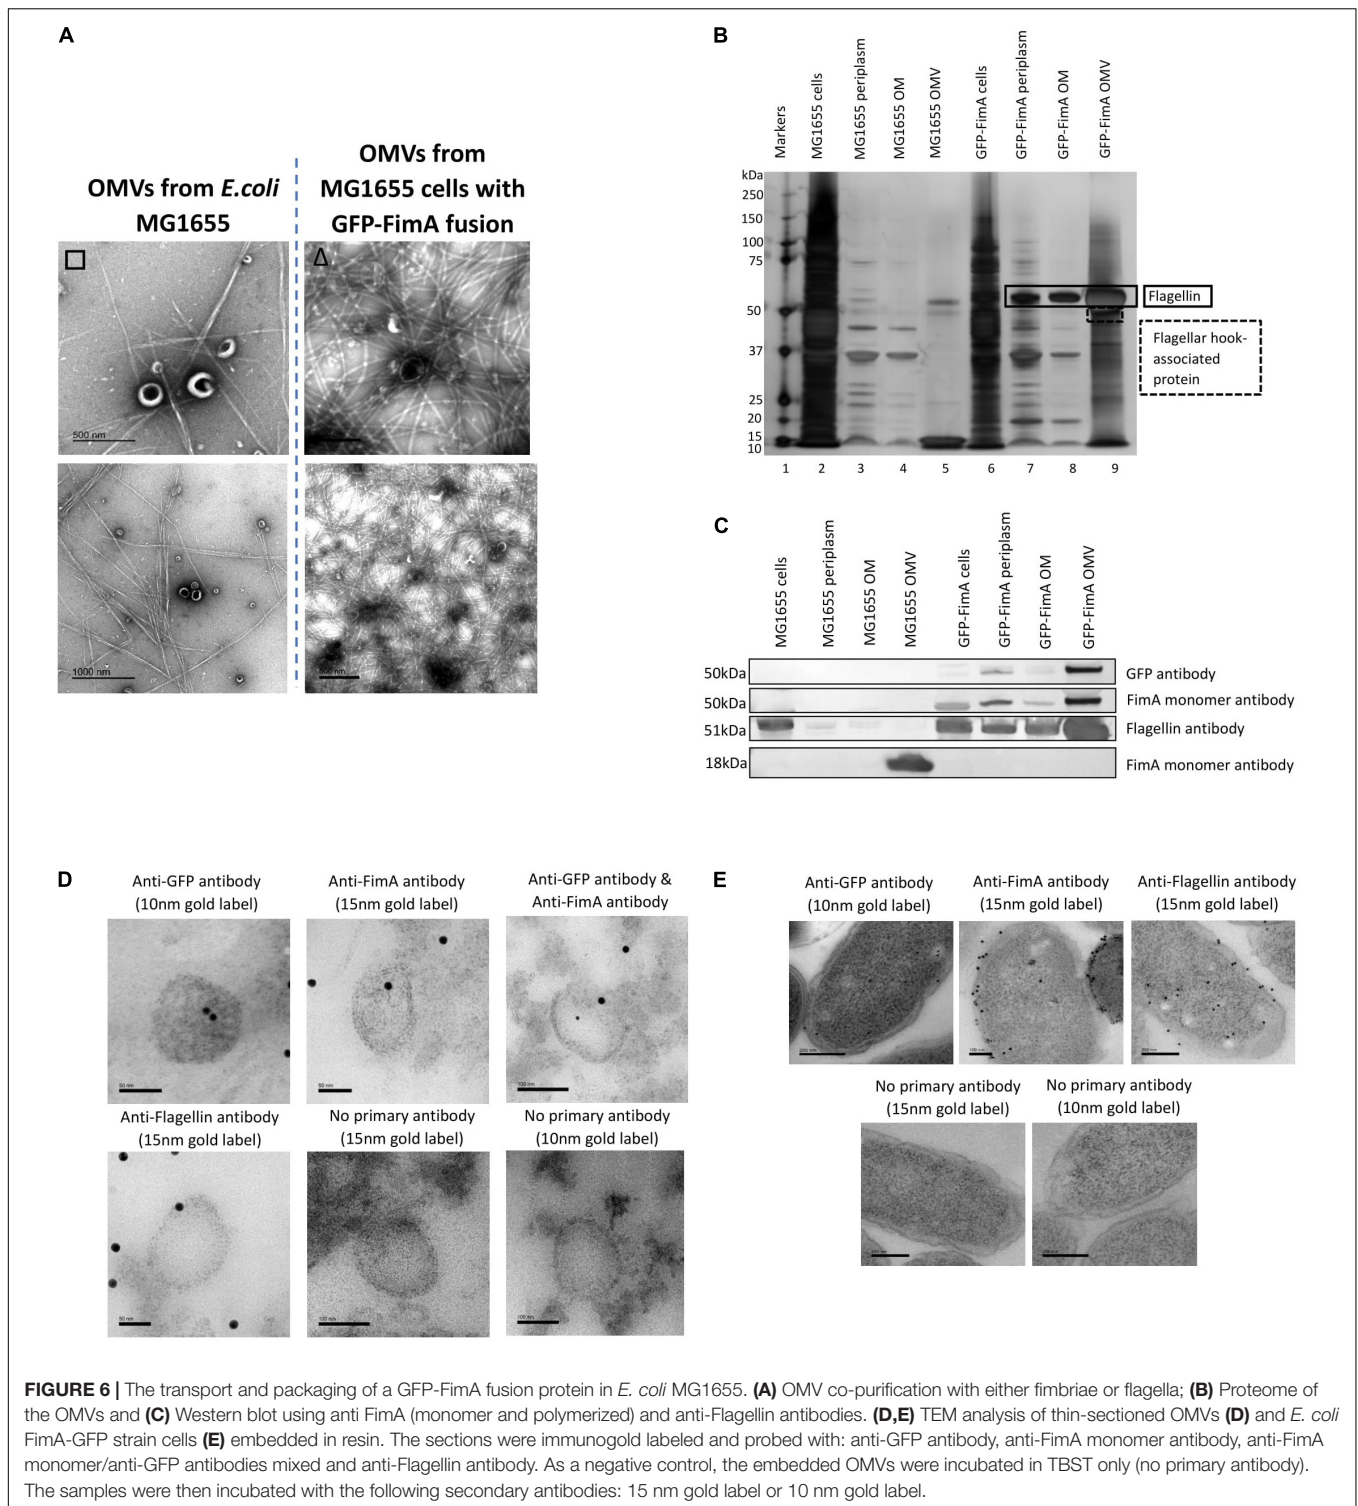 A
OMVs from E.coli
MG1655
OMVs from
MG1655 cells with
GFP-FimA fusion
500 nm
1000 nm
B
Markers
MG1655 cells
MG1655 periplasm
MG1655 OM
MG1655 OMV
GFP-FimA cells
GFP-FimA periplasm
GFP-FimA OM
GFP-FimA OMV
kDa
250
150
100
75
50
37
25
20
15
10
Flagellin
Flagellar hook-
associated
protein
1 2 3 4 5 6 7 8 9
C
MG1655 cells
MG1655 periplasm
MG1655 OM
MG1655 OMV
GFP-FimA cells
GFP-FimA periplasm
GFP-FimA OM
GFP-FimA OMV
50kDa
GFP antibody
50kDa
FimA monomer antibody
51kDa
Flagellin antibody
18kDa
FimA monomer antibody
D
Anti-GFP antibody
(10nm gold label)
Anti-FimA antibody
(15nm gold label)
Anti-GFP antibody &
Anti-FimA antibody
50 nm
50 nm
100 nm
Anti-Flagellin antibody
(15nm gold label)
No primary antibody
(15nm gold label)
No primary antibody
(10nm gold label)
50 nm
100 nm
100 nm
E
Anti-GFP antibody
(10nm gold label)
Anti-FimA antibody
(15nm gold label)
Anti-Flagellin antibody
(15nm gold label)
No primary antibody
(15nm gold label)
No primary antibody
(10nm gold label)
FIGURE 6 | The transport and packaging of a GFP-FimA fusion protein in E. coli MG1655. (A) OMV co-purification with either fimbriae or flagella; (B) Proteome of
the OMVs and (C) Western blot using anti FimA (monomer and polymerized) and anti-Flagellin antibodies. (D,E) TEM analysis of thin-sectioned OMVs (D) and E. coli
FimA-GFP strain cells (E) embedded in resin. The sections were immunogold labeled and probed with: anti-GFP antibody, anti-FimA monomer antibody, anti-FimA
monomer/anti-GFP antibodies mixed and anti-Flagellin antibody. As a negative control, the embedded OMVs were incubated in TBST only (no primary antibody).
The samples were then incubated with the following secondary antibodies: 15 nm gold label or 10 nm gold label.